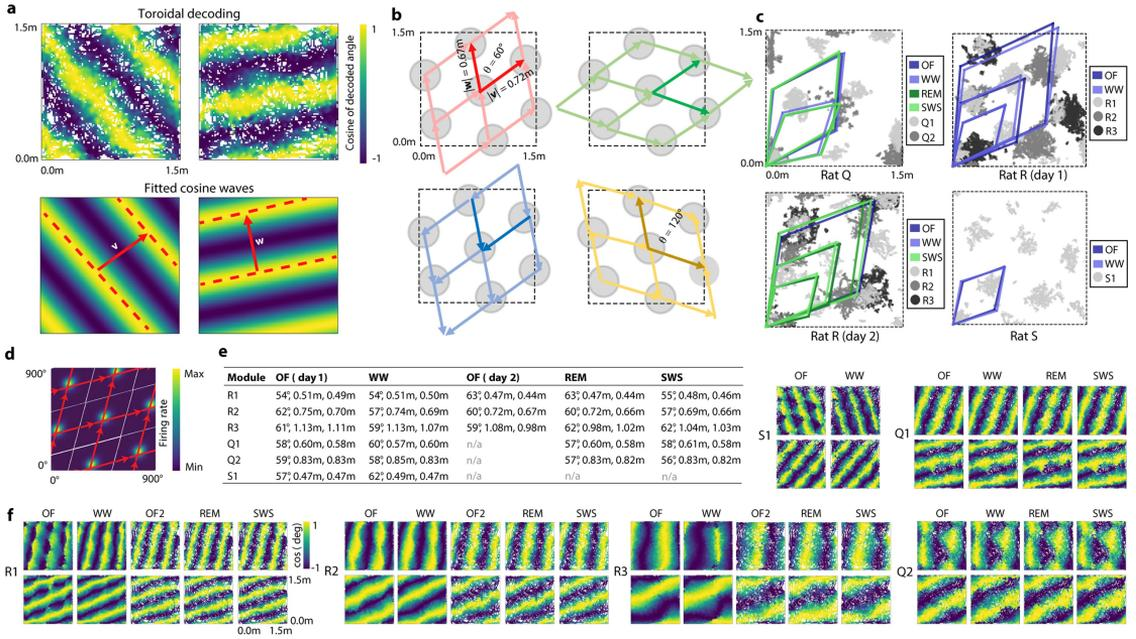 a
Toroidal decoding
1.5m
0.0m
0.0m
1.5m
1
Cosine of decoded angle
-1
Fitted cosine waves
v
w
b
1.5m
0.0m
0.0m
1.5m
|w| = 0.97m
θ = 60°
|v| = 0.72m
θ = 120°
c
1.5m
0.0m
0.0m
1.5m
Rat Q
OF
WW
REM
SWS
Q1
Q2
Rat R (day 1)
OF
WW
R1
R2
R3
Rat R (day 2)
OF
WW
SWS
R1
R2
R3
Rat S
OF
WW
S1
d
900°
0°
0°
900°
Max
Firing rate
Min
e
Module OF ( day1) WW OF ( day 2) REM SWS
R1 54°, 0.51m, 0.49m 54°, 0.51m, 0.50m 63°, 0.47m, 0.44m 63°, 0.47m, 0.44m 55°, 0.48m, 0.46m
R2 62°, 0.75m, 0.70m 57°, 0.74m, 0.69m 60°, 0.72m, 0.67m 60°, 0.72m, 0.66m 57°, 0.69m, 0.66m
R3 61°, 1.13m, 1.11m 59°, 1.13m, 1.07m 59°, 1.08m, 0.98m 62°, 0.98m, 1.02m 62°, 1.04m, 1.03m
Q1 58°, 0.60m, 0.58m 60°, 0.57m, 0.60m n/a 57°, 0.60m, 0.58m 58°, 0.61m, 0.58m
Q2 59°, 0.83m, 0.83m 58°, 0.85m, 0.83m n/a 57°, 0.83m, 0.82m 56°, 0.83m, 0.82m
S1 57°, 0.47m, 0.47m 62°, 0.49m, 0.47m n/a n/a n/a
OF WW
S1
OF WW REM SWS
Q1
f
OF WW OF2 REM SWS
R1
1
cos ( deg)
-1
1.5m
0.0m
0.0m 1.5m
OF WW OF2 REM SWS
R2
OF WW OF2 REM SWS
R3
OF WW REM SWS
Q2